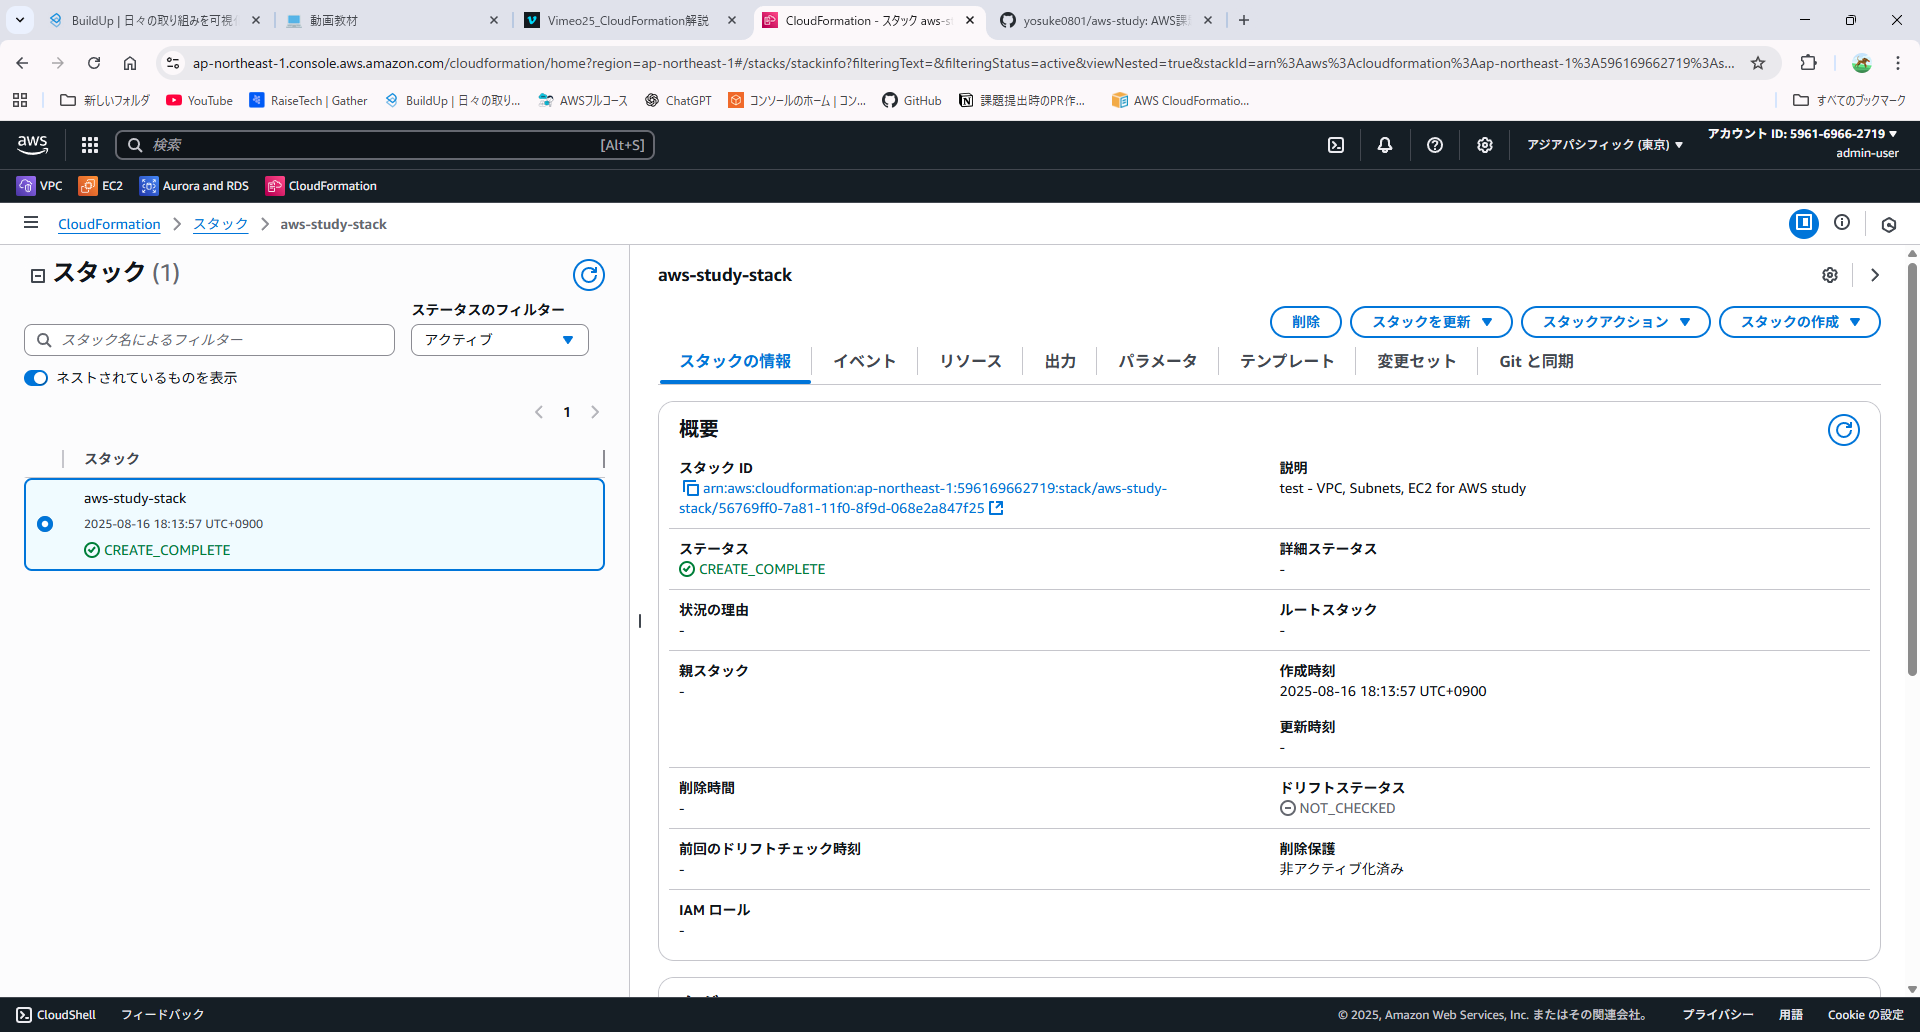 BuildUp | 日々の取り組みを可視化
動画教材
Vimeo25_CloudFormation解説
CloudFormation - スタック aws-s
yosuke0801/aws-study: AWS課
ap-northeast-1.console.aws.amazon.com/cloudformation/home?region=ap-northeast-1#/stacks/stackinfo?filteringText=&filteringStatus=active&viewNested=true&stackId=arn%3Aaws%3Acloudformation%3Aap-northeast-1%3A596169662719%3As...
新しいフォルダ
YouTube
RaiseTech | Gather
BuildUp | 日々の取り...
AWSフルコース
ChatGPT
コンソールのホーム | コン...
GitHub
課題提出時のPR作...
AWS CloudFormatio...
すべてのブックマーク
aws
検索
[Alt+S]
アジアパシフィック (東京)
アカウント ID: 5961-6966-2719
admin-user
VPC
EC2
Aurora and RDS
CloudFormation
CloudFormation
スタック
aws-study-stack
スタック (1)
ステータスのフィルター
スタック名によるフィルター
アクティブ
ネストされているものを表示
1
スタック
aws-study-stack
2025-08-16 18:13:57 UTC+0900
CREATE_COMPLETE
aws-study-stack
削除
スタックを更新
スタックアクション
スタックの作成
スタックの情報
イベント
リソース
出力
パラメータ
テンプレート
変更セット
Git と同期
概要
スタック ID
arn:aws:cloudformation:ap-northeast-1:596169662719:stack/aws-study-
stack/56769ff0-7a81-11f0-8f9d-068e2a847f25
説明
test - VPC, Subnets, EC2 for AWS study
ステータス
CREATE_COMPLETE
詳細ステータス
-
状況の理由
-
ルートスタック
-
親スタック
-
作成時刻
2025-08-16 18:13:57 UTC+0900
更新時刻
-
削除時間
-
ドリフトステータス
NOT_CHECKED
前回のドリフトチェック時刻
-
削除保護
非アクティブ化済み
IAM ロール
-
CloudShell
フィードバック
© 2025, Amazon Web Services, Inc. またはその関連会社。
プライバシー
用語
Cookie の設定